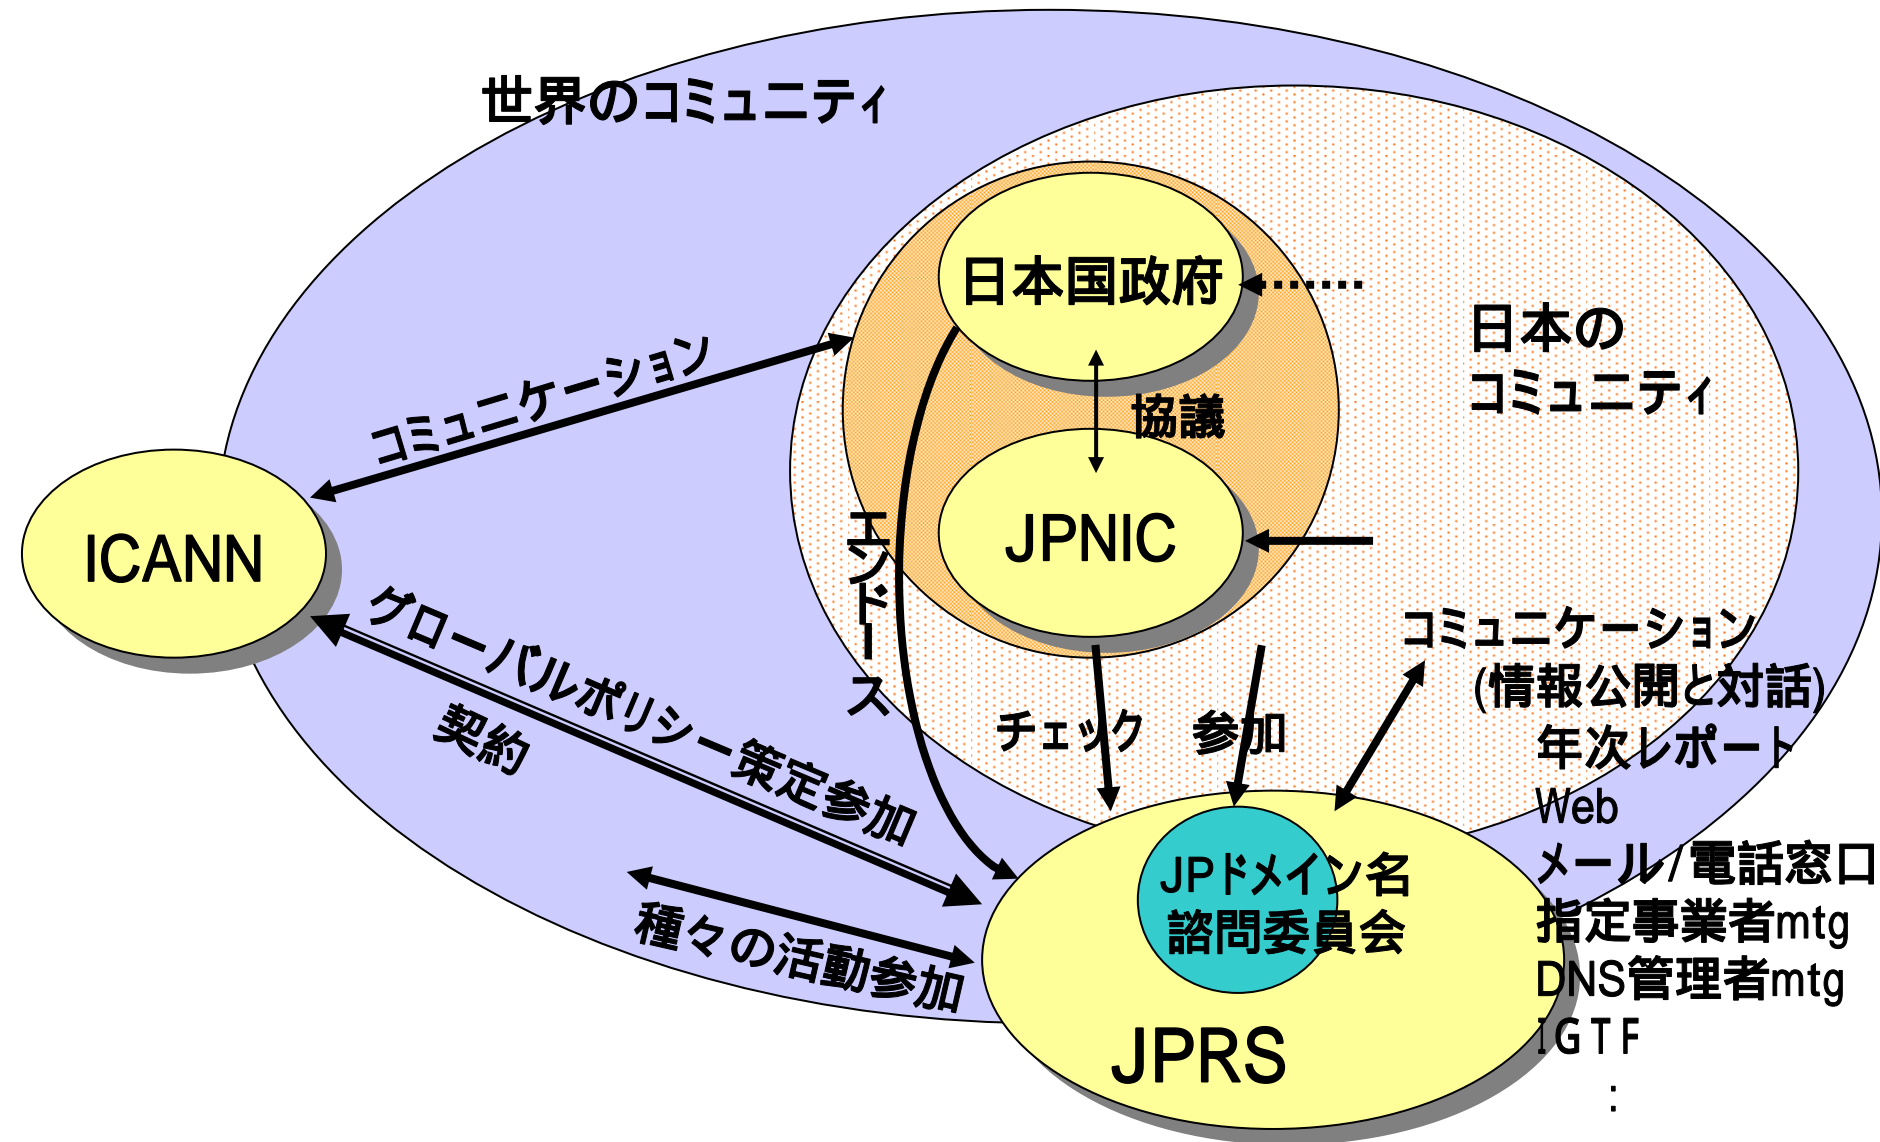 世界のコミュニティ
日本国政府
日本の
コミュニティ
コミュニケーション
協議
JPNIC
ICANN
エンドース
グローバルポリシー策定参加
契約
コミュニケーション
(情報公開と対話)
年次レポート
Web
メール/電話窓口
指定事業者mtg
DNS管理者mtg
IGTF
:
チェック
参加
種々の活動参加
JPドメイン名
諮問委員会
JPRS